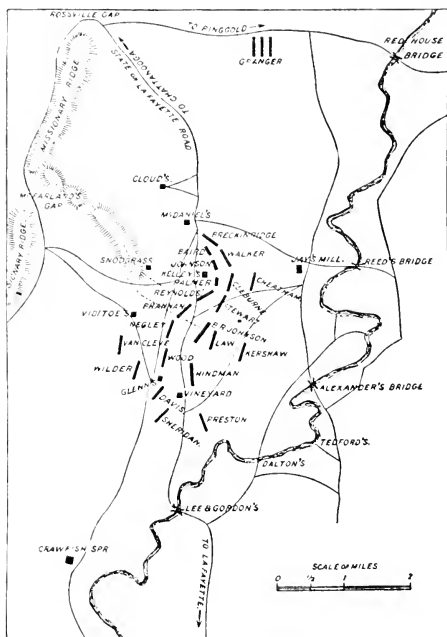 ROSSVILLE GAP
TO RINGGOLD
RED HOUSE
BRIDGE
GRANGER
MISSIONARY RIDGE
TO CHATTANOOGA
STATE OR LAFAYETTE ROAD
McFARLAND'S
GAP
CLOUD'S
McDANIEL'S
BRECKINRIDGE
BAIRD
WALKER
SNODGRASS
JOHNSON
KELLEY'S
PALMER
CLEBURNE
CHEATHAM
JAY'S MILL
REED'S BRIDGE
REYNOLDS
BRANNAN
STEWART
VIDITOE
NEGLEY
B.R. JOHNSON
VAN CLEVE
LAW
KERSHAW
WOOD
WILDER
HINDMAN
GLENN
ALEXANDER'S BRIDGE
DAVIS
VINEYARD
SHERIDAN
PRESTON
TEDFORD'S
DALTON'S
LEE & GORDON'S
CRAWFISH SPR
TO LAFAYETTE
SCALE OF MILES
0 ½ 1 2